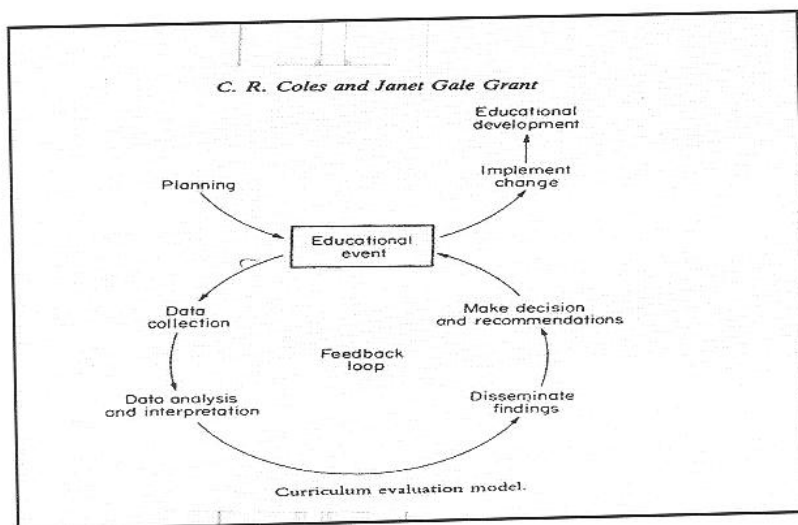 C. R. Coles and Janet Gale Grant
Educational
development
Implement
change
Planning
Educational
event
Data
collection
Make decision
and recommendations
Feedback
loop
Data analysis
and interpretation
Disseminate
findings
Curriculum evaluation model.